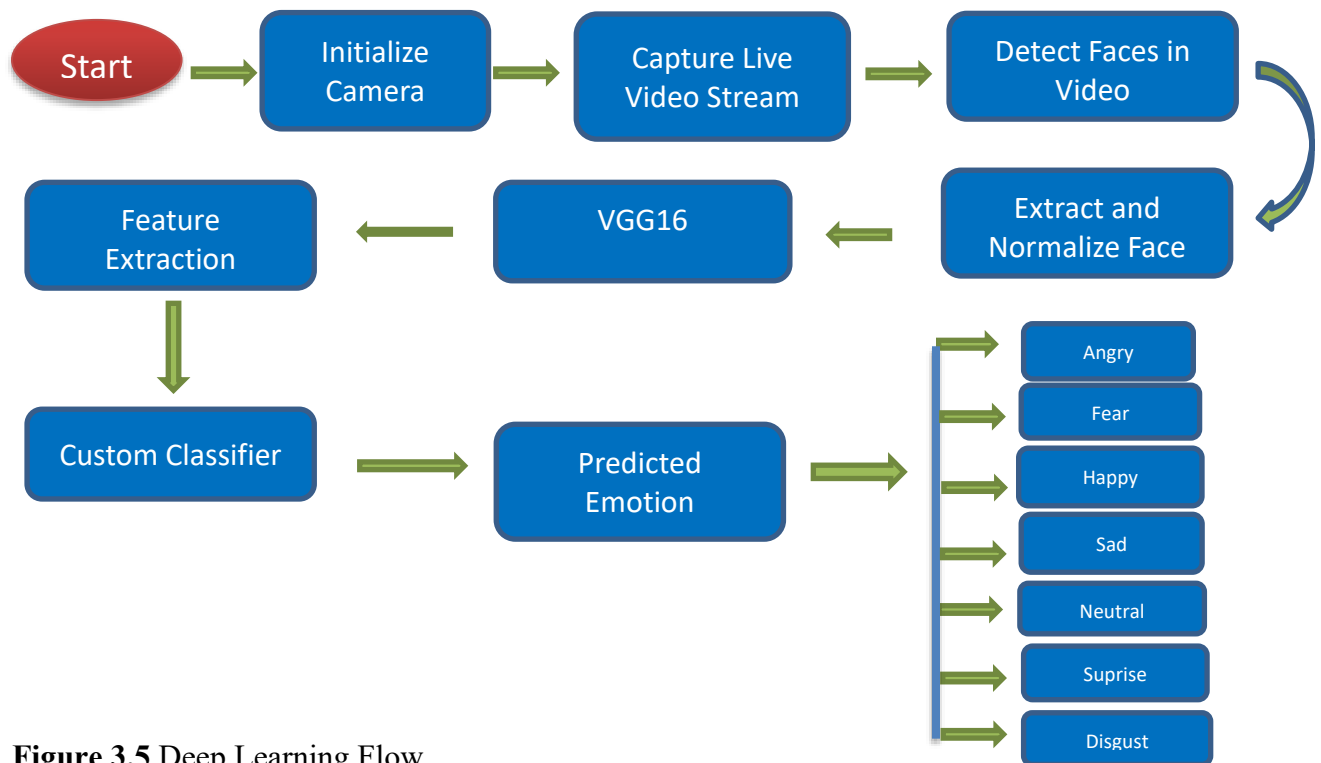 Start
Initialize
Camera
Capture Live
Video Stream
Detect Faces in
Video
Extract and
Normalize Face
VGG16
Feature
Extraction
Custom Classifier
Predicted
Emotion
Angry
Fear
Happy
Sad
Neutral
Suprise
Disgust
Figure 3.5 Deep Learning Flow